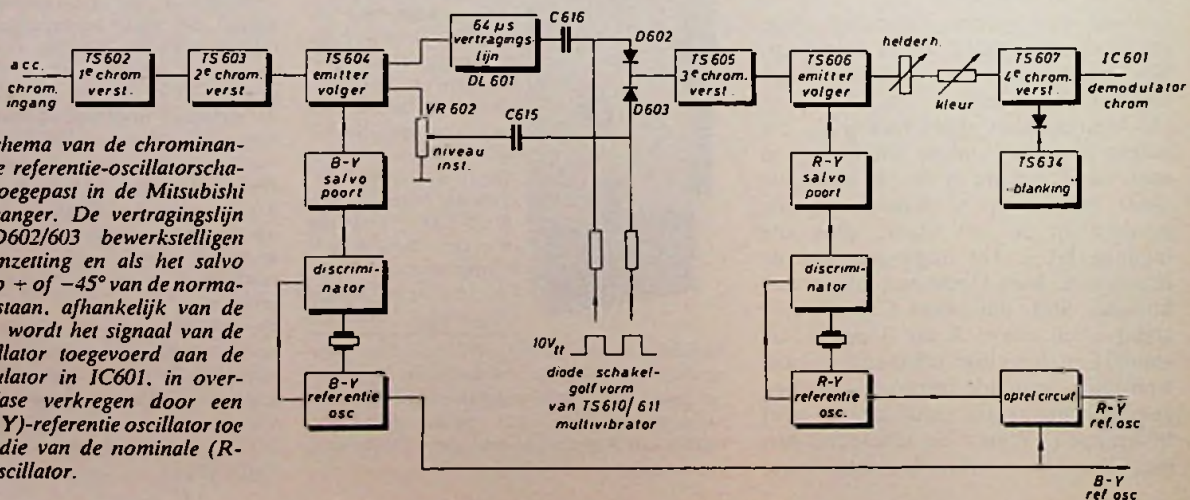 acc.
chrom.
ingang
TS602
1e chrom.
verst.
TS603
2e chrom.
verst.
TS604
emitter
volger
64 µs
vertragings
lijn
DL 601
C616
D602
D603
VR 602
niveau
inst.
C615
TS605
3e chrom.
verst.
TS606
emitter
volger
helderh.
kleur
TS607
4e chrom.
verst.
IC601
demodulator
chrom
TS634
blanking
B-Y
salvo
poort
R-Y
salvo
poort
discrimi-
nator
discrimi-
nator
10Vtt
diode schakel-
golf vorm
van TS610/611
multivibrator
B-Y
referentie
osc.
R-Y
referentie
osc.
optel circuit
R-Y
ref. osc
B-Y
ref osc
chema van de chrominan-
e referentie-oscillatorscha-
oegepast in de Mitsubishi
anger. De vertragingslijn
D602/603 bewerkstelligen
mzetting en als het salvo
p + of −45° van de norma-
staan, afhankelijk van de
wordt het signaal van de
llator toegevoerd aan de
ulator in IC601, in over-
ase verkregen door een
Y)-referentie oscillator toe
die van de nominale (R-
scillator.